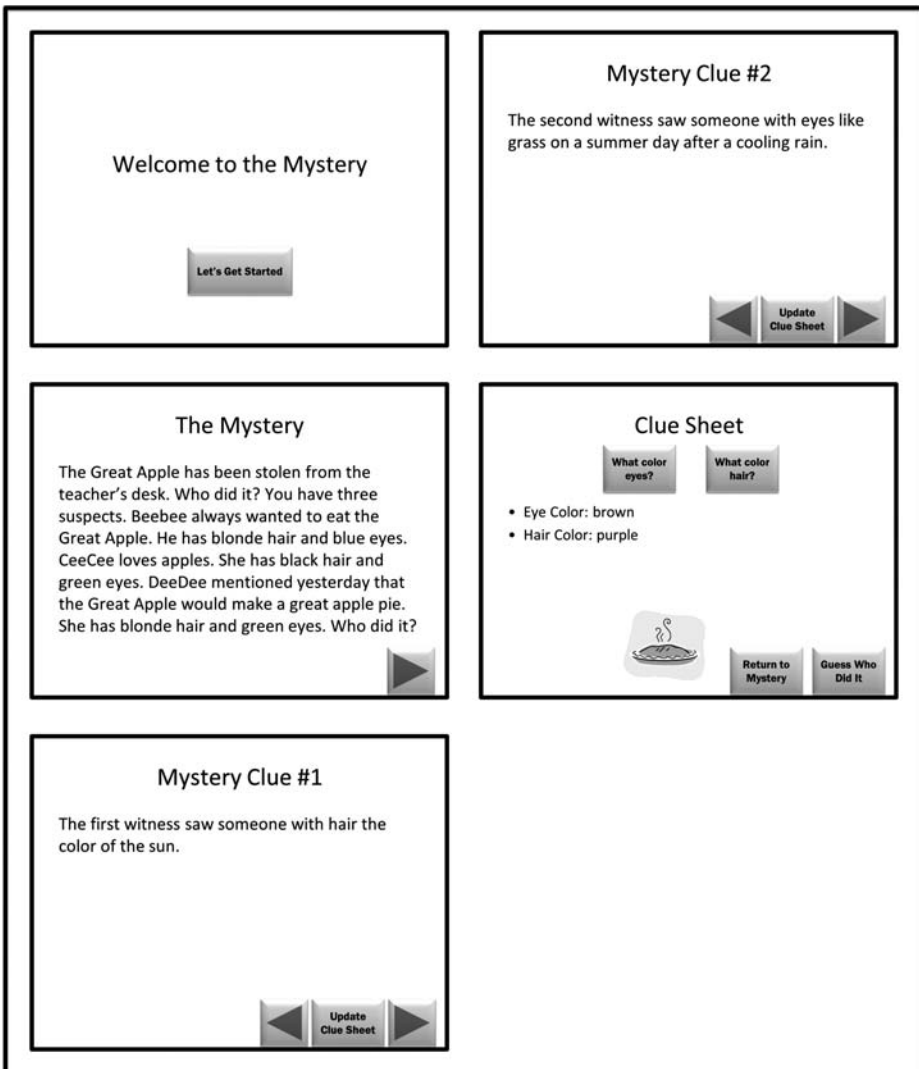 Welcome to the Mystery
Let's Get Started
The Mystery
The Great Apple has been stolen from the
teacher's desk. Who did it? You have three
suspects. Beebee always wanted to eat the
Great Apple. He has blonde hair and blue eyes.
CeeCee loves apples. She has black hair and
green eyes. DeeDee mentioned yesterday that
the Great Apple would make a great apple pie.
She has blonde hair and green eyes. Who did it?
Mystery Clue #1
The first witness saw someone with hair the
color of the sun.
Update
Clue Sheet
Mystery Clue #2
The second witness saw someone with eyes like
grass on a summer day after a cooling rain.
Update
Clue Sheet
Clue Sheet
What color
eyes?
What color
hair?
• Eye Color: brown
• Hair Color: purple
Return to
Mystery
Guess Who
Did It